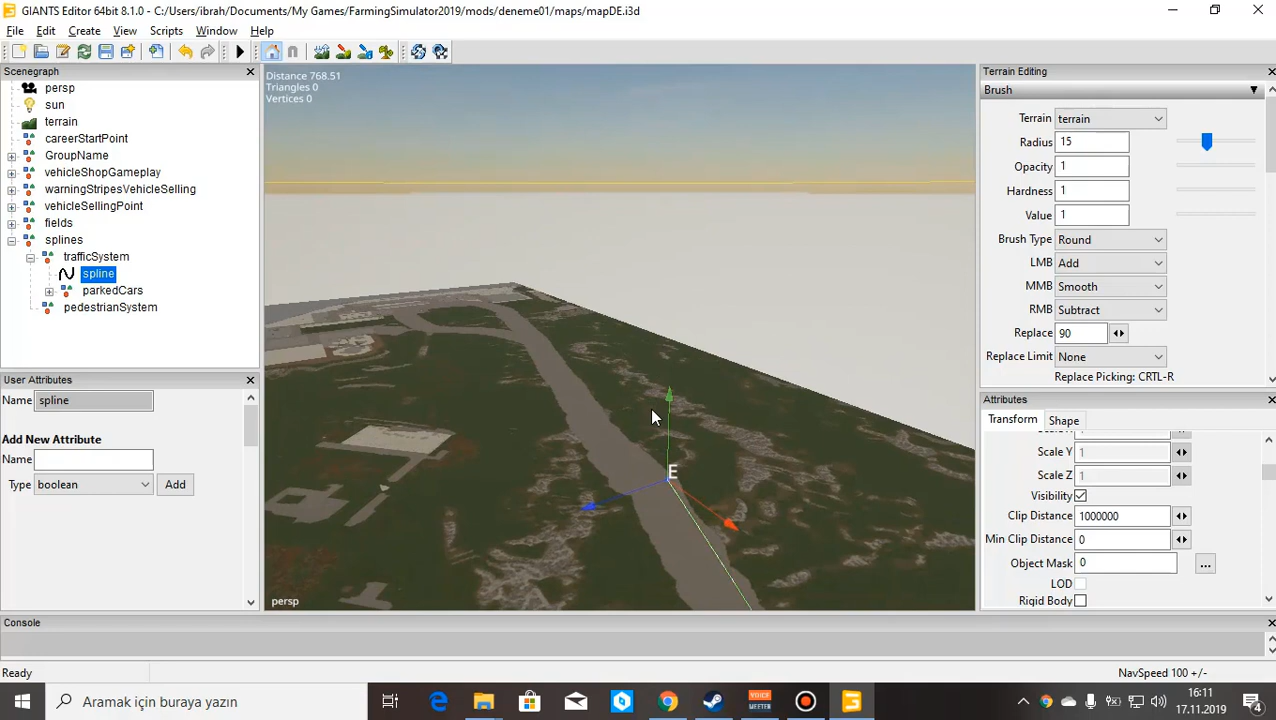 GIANTS Editor 64bit 8.1.0 - C:/Users/ibrah/Documents/My Games/FarmingSimulator2019/mods/deneme01/maps/mapDE.i3d
File Edit Create View Scripts Window Help
Scenegraph
persp
sun
terrain
careerStartPoint
GroupName
vehicleShopGameplay
warningStripesVehicleSelling
vehicleSellingPoint
fields
splines
trafficSystem
spline
parkedCars
pedestrianSystem
User Attributes
Name spline
Add New Attribute
Name
Type boolean Add
Distance 768.51
Triangles 0
Vertices 0
E
persp
Terrain Editing
Brush
Terrain terrain
Radius 15
Opacity 1
Hardness 1
Value 1
Brush Type Round
LMB Add
MMB Smooth
RMB Subtract
Replace 90
Replace Limit None
Replace Picking: CRTL-R
Attributes
Transform Shape
Scale Y 1
Scale Z 1
Visibility
Clip Distance 1000000
Min Clip Distance 0
Object Mask 0 ...
LOD
Rigid Body
Console
Ready
NavSpeed 100 +/-
Aramak için buraya yazın
VOICE
MEETER
16:11
17.11.2019
4